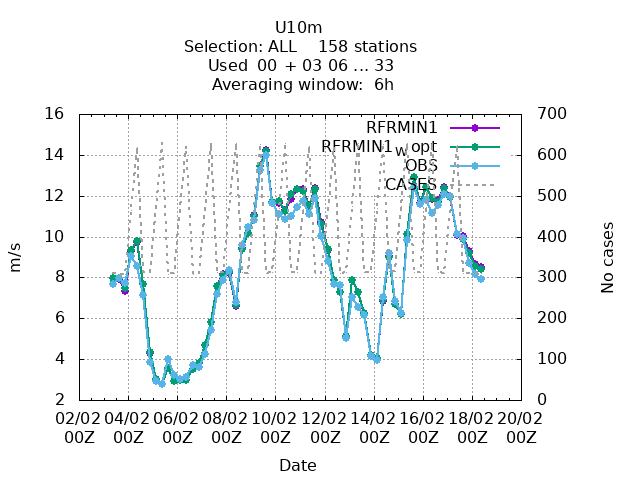 U10m
Selection: ALL    158 stations
Used  00 + 03 06 ... 33
Averaging window:  6h
16 700
RFRMIN1
14 600
RFRMIN1W opt
OBS
CASES
12 500
10 400
m/s
No cases
8 300
6 200
4 100
2 0
02/02 04/02 06/02 08/02 10/02 12/02 14/02 16/02 18/02 20/02
00Z 00Z 00Z 00Z 00Z 00Z 00Z 00Z 00Z 00Z
Date